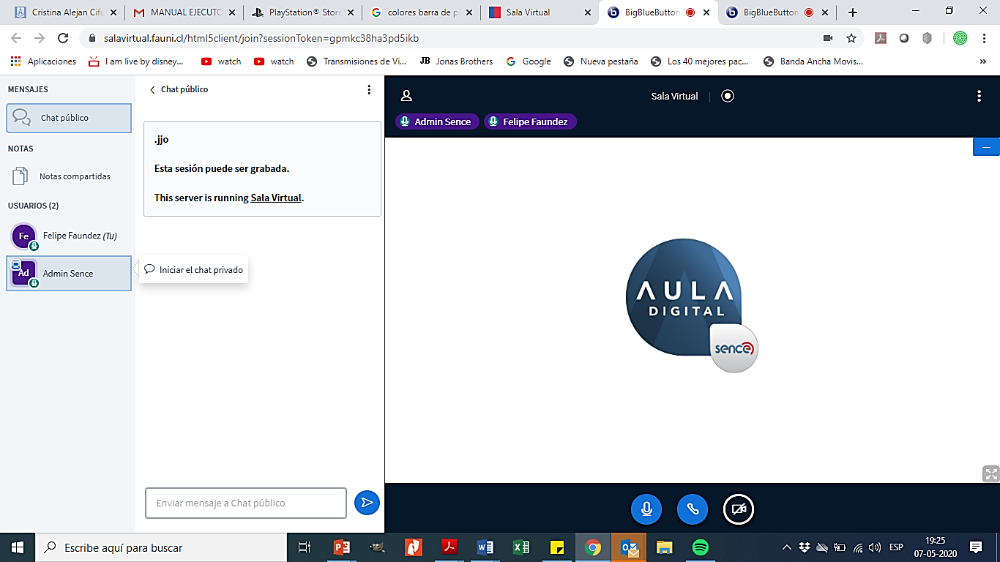 Cristina Alejan Cifu
MANUAL EJECUTO
PlayStation® Store
colores barra de p
Sala Virtual
BigBlueButton
BigBlueButton
salavirtual.fauni.cl/html5client/join?sessionToken=gpmkc38ha3pd5ikb
Aplicaciones
I am live by disney...
watch
watch
Transmisiones de Vi...
JB Jonas Brothers
Google
Nueva pestaña
Los 40 mejores pac...
Banda Ancha Movis...
»
MENSAJES
Chat público
NOTAS
Notas compartidas
USUARIOS (2)
Fe Felipe Faundez (Tu)
Ad Admin Sence
Chat público
.jjo
Esta sesión puede ser grabada.
This server is running Sala Virtual.
Iniciar el chat privado
Enviar mensaje a Chat público
Sala Virtual
Admin Sence
Felipe Faundez
AULA
DIGITAL
sence
Escribe aquí para buscar
ESP
19:25
07-05-2020